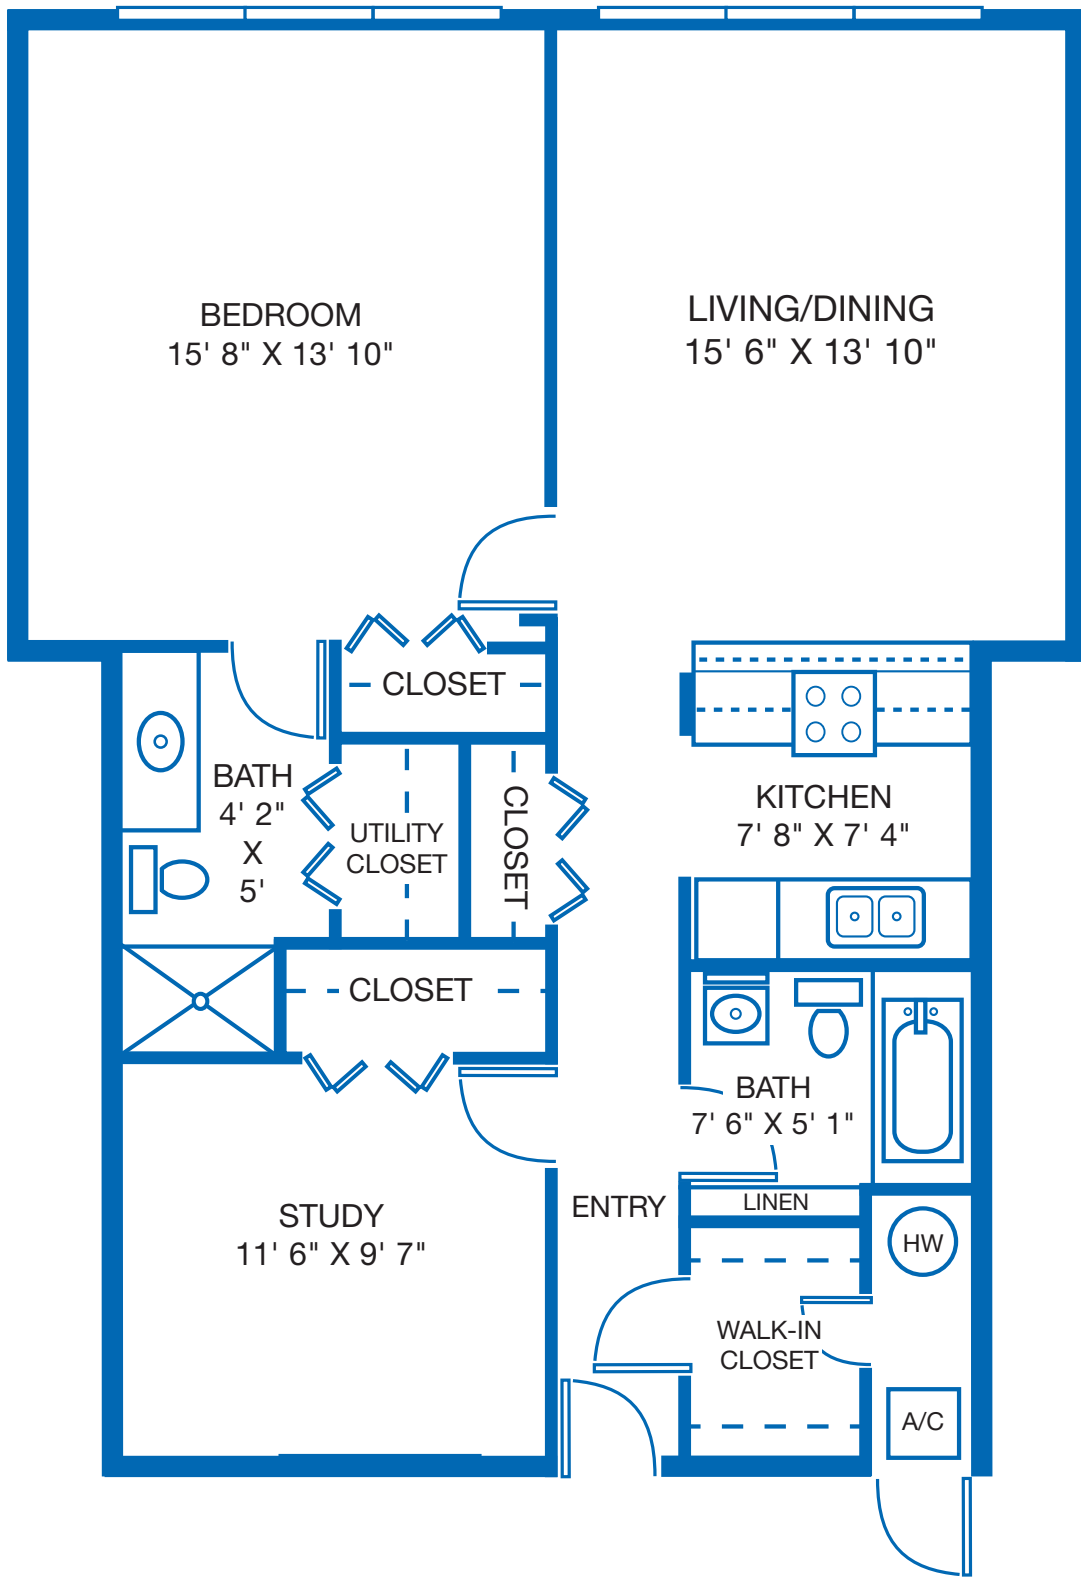 BEDROOM
15' 8" X 13' 10"
LIVING/DINING
15' 6" X 13' 10"
CLOSET
BATH
4' 2"
X
5'
UTILITY
CLOSET
CLOSET
KITCHEN
7' 8" X 7' 4"
CLOSET
BATH
7' 6" X 5' 1"
LINEN
ENTRY
STUDY
11' 6" X 9' 7"
HW
WALK-IN
CLOSET
A/C